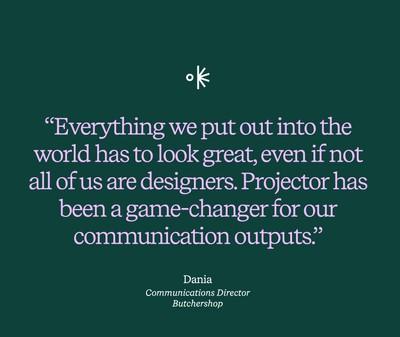 “Everything we put out into the
world has to look great, even if not
all of us are designers. Projector has
been a game-changer for our
communication outputs.”
Dania
Communications Director
Butchershop